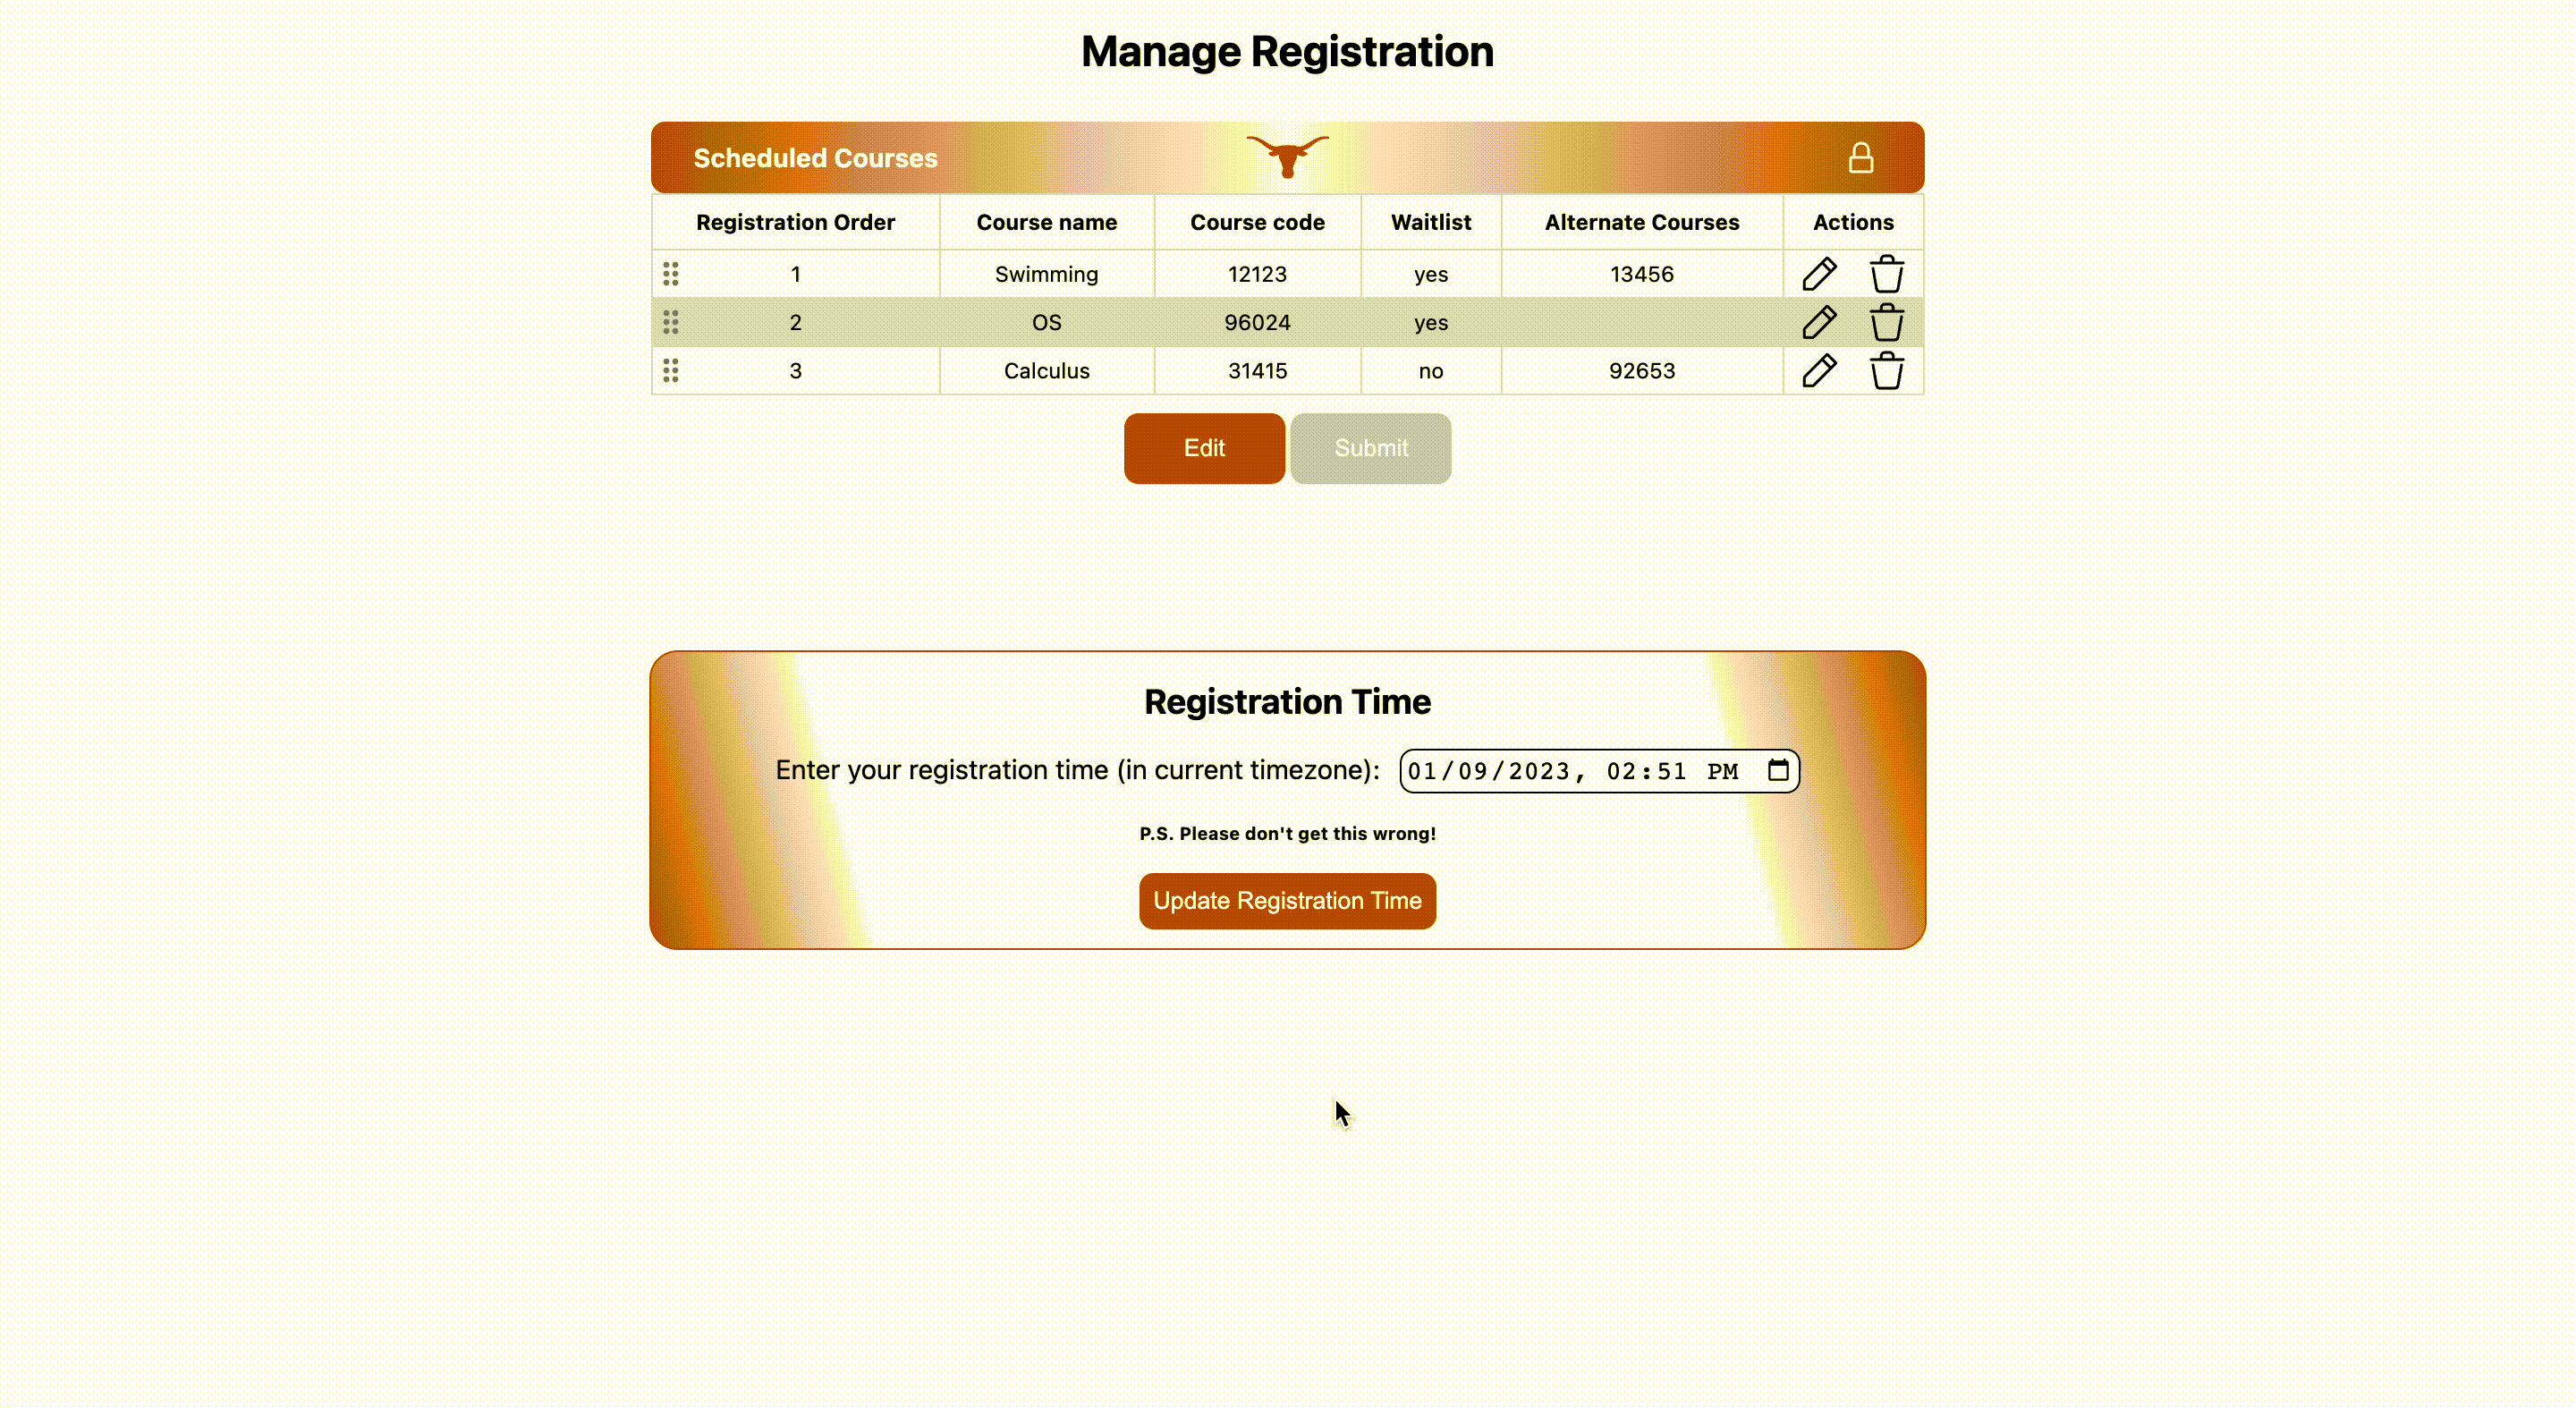 Manage Registration
Scheduled Courses
Registration Order Course name Course code Waitlist Alternate Courses Actions
1 Swimming 12123 yes 13456
2 OS 96024 yes
3 Calculus 31415 no 92653
Edit Submit
Registration Time
Enter your registration time (in current timezone): 01/09/2023, 02:51 PM
P.S. Please don't get this wrong!
Update Registration Time